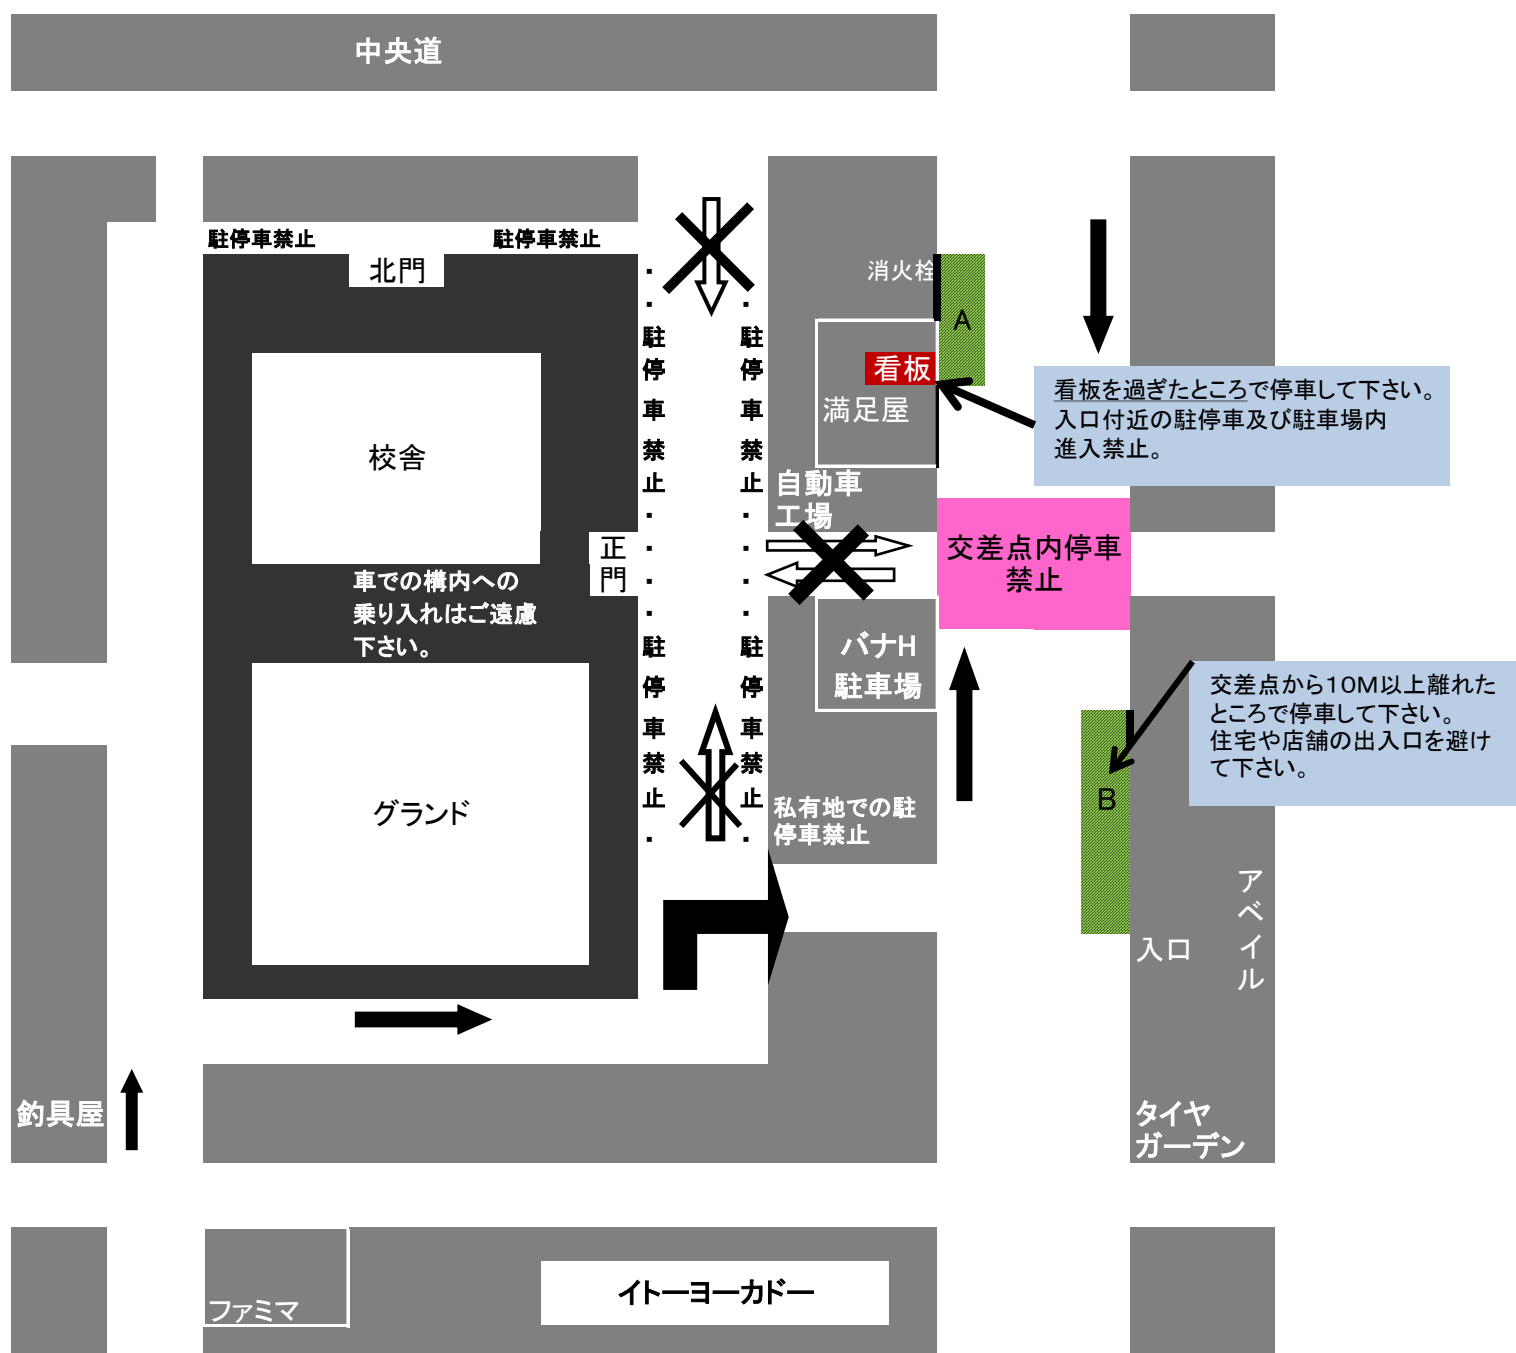 中央道
駐停車禁止
駐停車禁止
北門
消火栓
A
・
・
駐
停
車
禁
止
・
・
・
・
駐
停
車
禁
止
・
・
駐
停
車
禁
止
・
・
・
・
駐
停
車
禁
止
・
看板
満足屋
看板を過ぎたところで停車して下さい。
入口付近の駐停車及び駐車場内
進入禁止。
校舎
自動車
工場
正
門
交差点内停車
禁止
車での構内への
乗り入れはご遠慮
下さい。
バナH
駐車場
交差点から10M以上離れた
ところで停車して下さい。
住宅や店舗の出入口を避け
て下さい。
B
グランド
私有地での駐
停車禁止
アベイル
入口
釣具屋
タイヤ
ガーデン
ファミマ
イトーヨーカドー